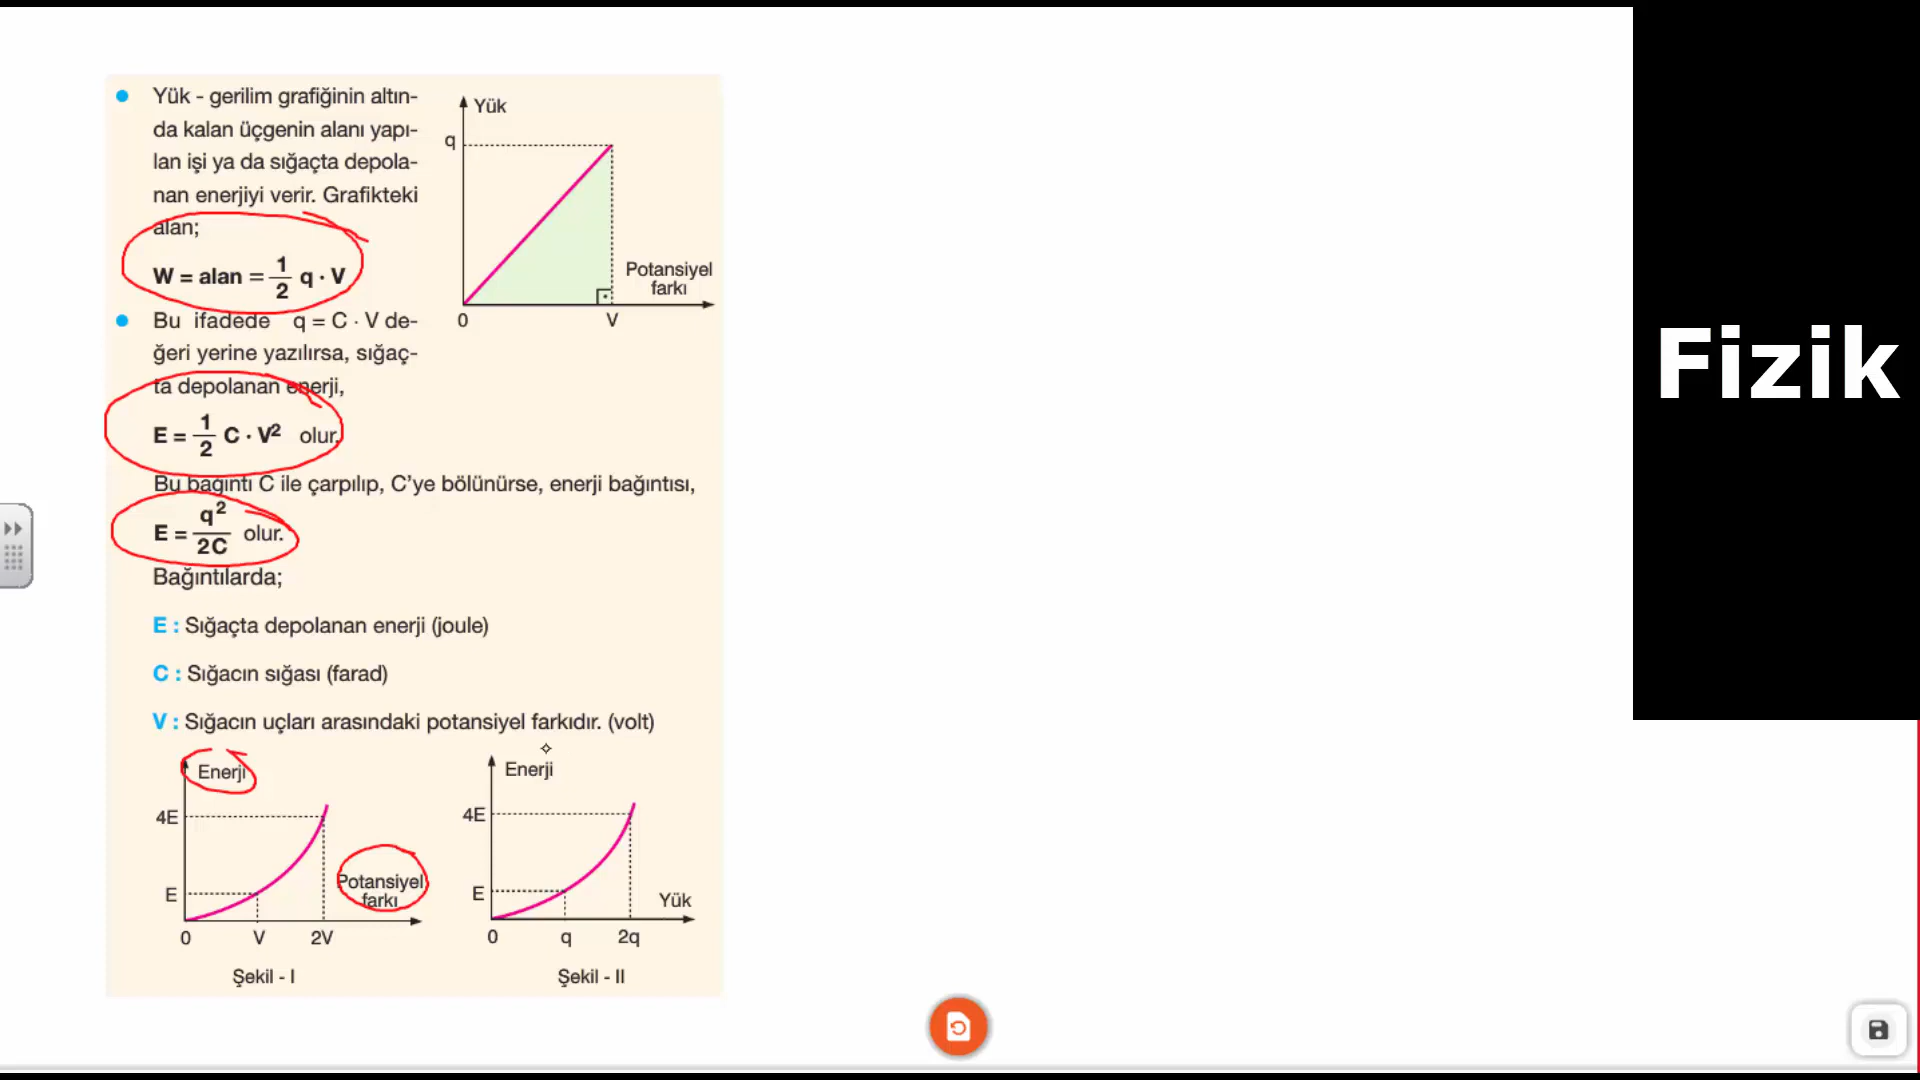 Yük - gerilim grafiğinin altın-
da kalan üçgenin alanı yapı-
lan işi ya da sığaçta depola-
nan enerjiyi verir. Grafikteki
alan;
W = alan = 1/2 q · V
Bu ifadede q = C · V de-
ğeri yerine yazılırsa, sığaç-
ta depolanan enerji,
E = 1/2 C · V² olur.
Bu bağıntı C ile çarpılıp, C'ye bölünürse, enerji bağıntısı,
E = q²/2C olur.
Bağıntılarda;
E : Sığaçta depolanan enerji (joule)
C : Sığacın sığası (farad)
V : Sığacın uçları arasındaki potansiyel farkıdır. (volt)
Yük
q
Potansiyel
farkı
0 V
Enerji
4E
E
Potansiyel
farkı
0 V 2V
Şekil - I
Enerji
4E
E
Yük
0 q 2q
Şekil - II
Fizik